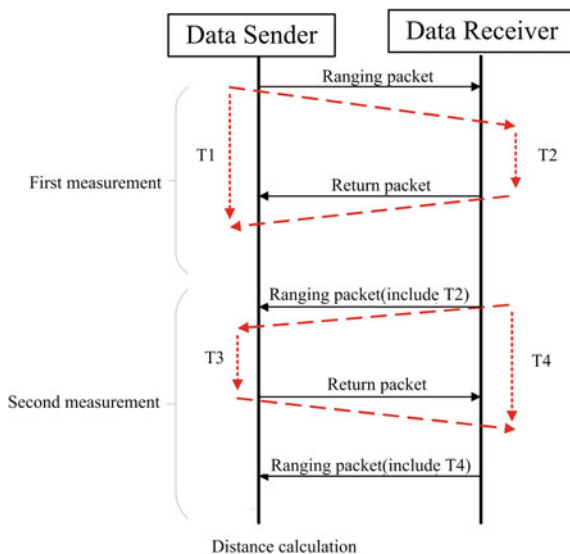 Data Sender
Data Receiver
Ranging packet
T1
T2
First measurement
Return packet
Ranging packet(include T2)
T3
T4
Return packet
Second measurement
Ranging packet(include T4)
Distance calculation